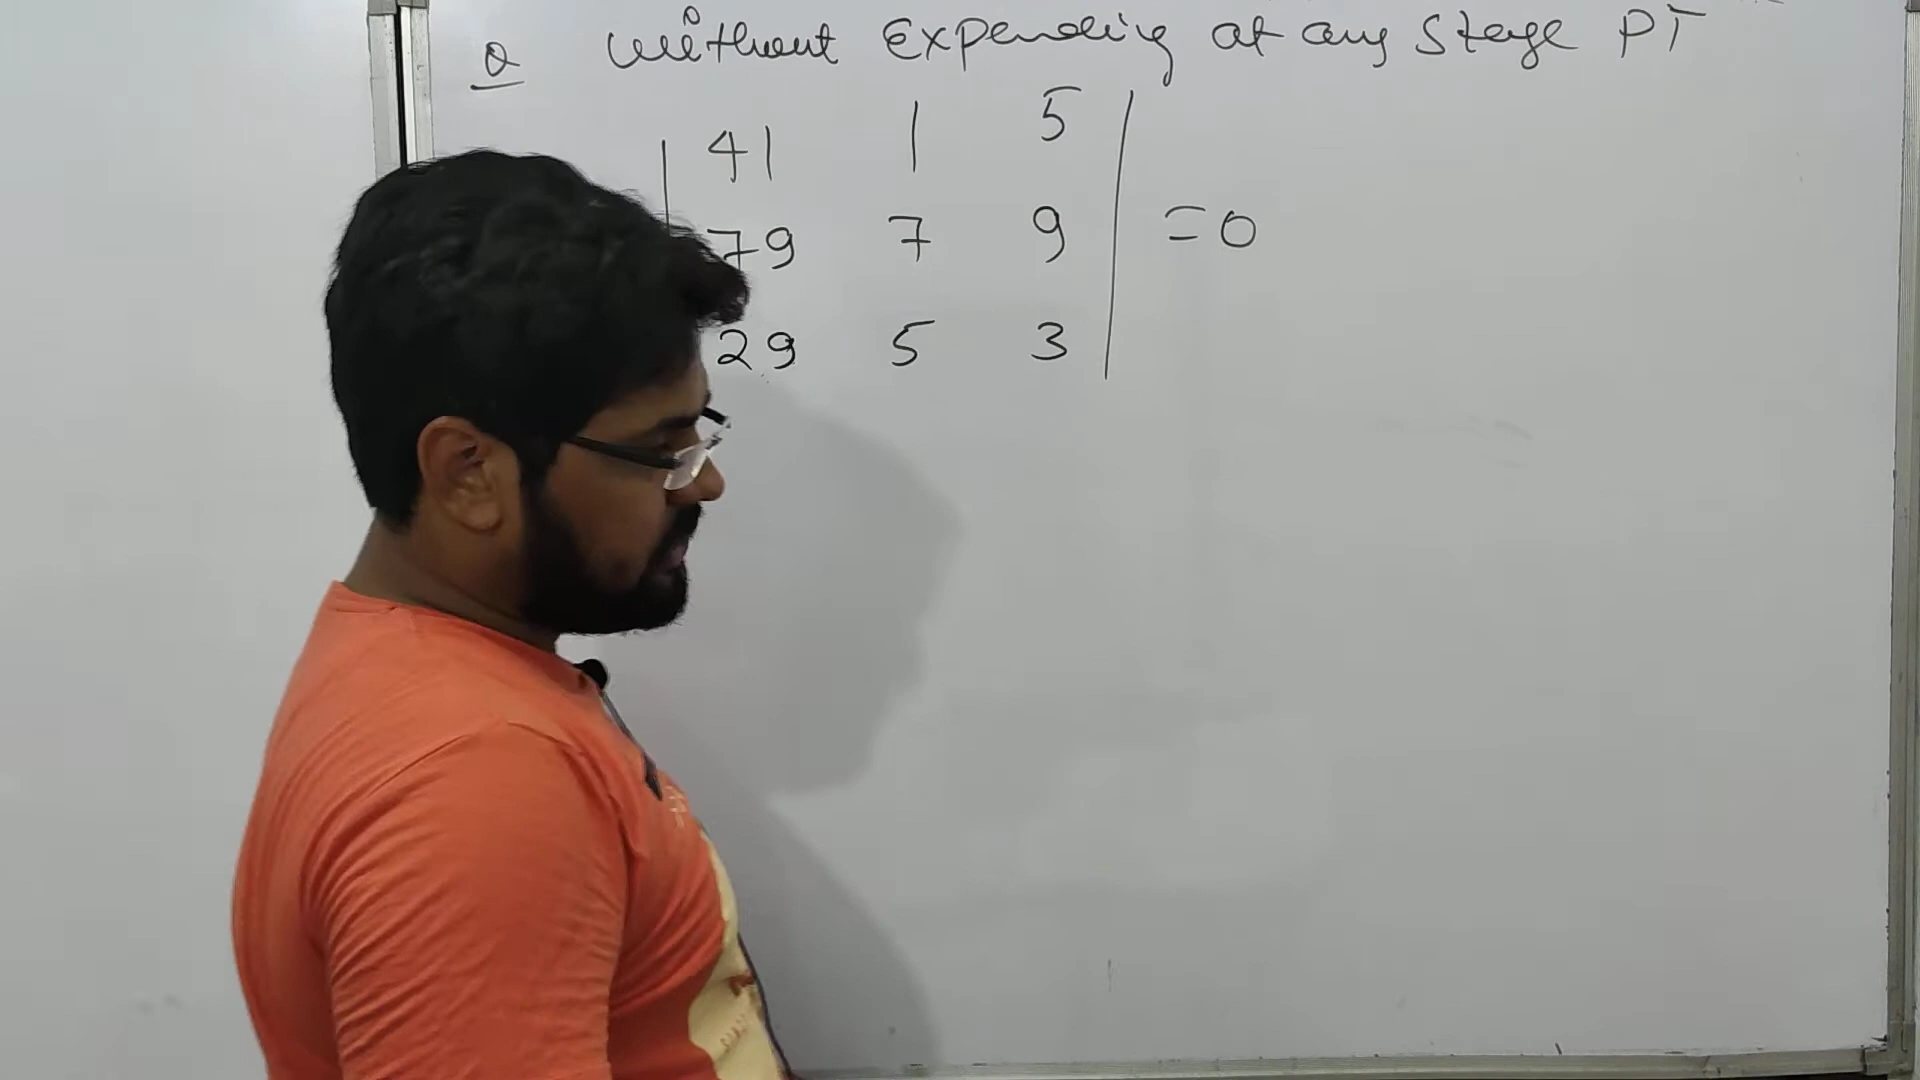 Q Without Expending at any Stage PT
| 41 1 5 |
| 79 7 9 | = 0
29 5 3 |